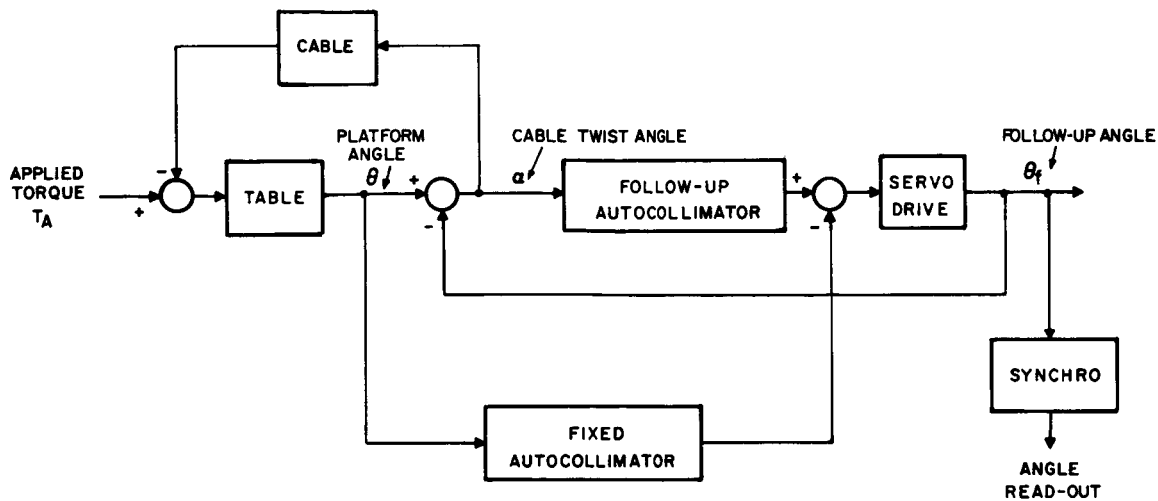 CABLE
PLATFORM
ANGLE
θ
CABLE TWIST ANGLE
α
FOLLOW-UP ANGLE
θf
APPLIED
TORQUE
TA
-
+
TABLE
+
-
FOLLOW-UP
AUTOCOLLIMATOR
+
-
SERVO
DRIVE
SYNCHRO
FIXED
AUTOCOLLIMATOR
ANGLE
READ-OUT